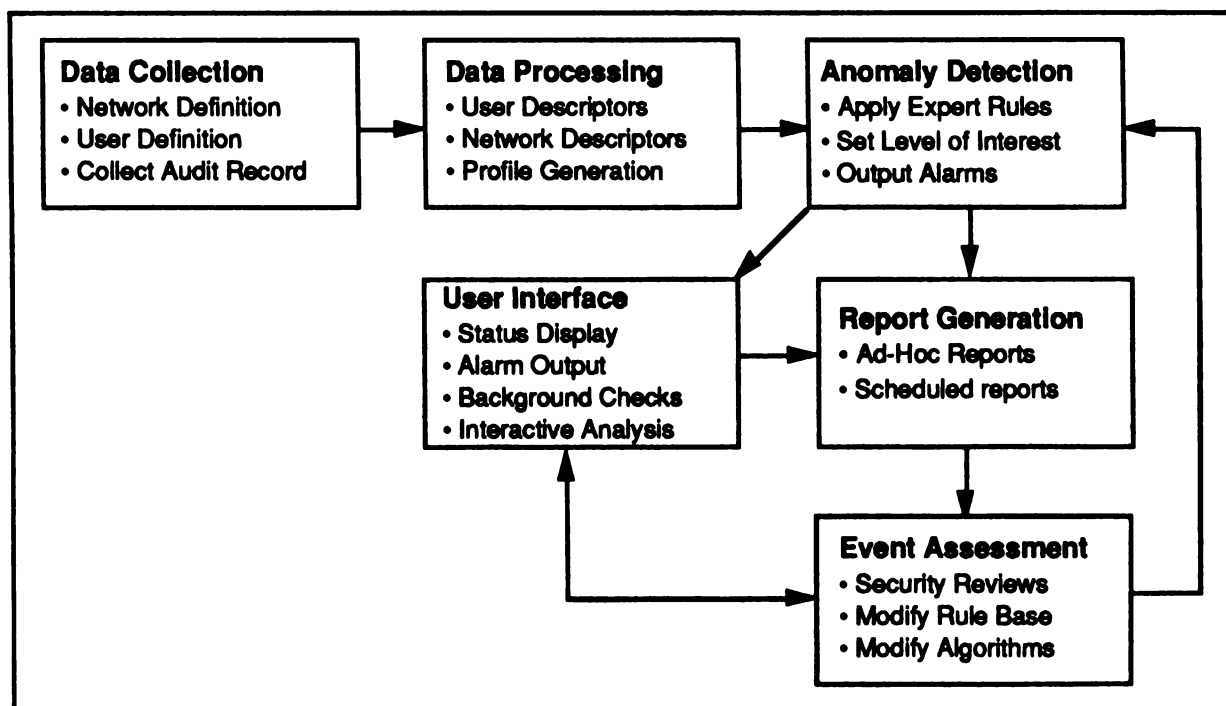 Data Collection
• Network Definition
• User Definition
• Collect Audit Record
Data Processing
• User Descriptors
• Network Descriptors
• Profile Generation
Anomaly Detection
• Apply Expert Rules
• Set Level of Interest
• Output Alarms
User Interface
• Status Display
• Alarm Output
• Background Checks
• Interactive Analysis
Report Generation
• Ad-Hoc Reports
• Scheduled reports
Event Assessment
• Security Reviews
• Modify Rule Base
• Modify Algorithms